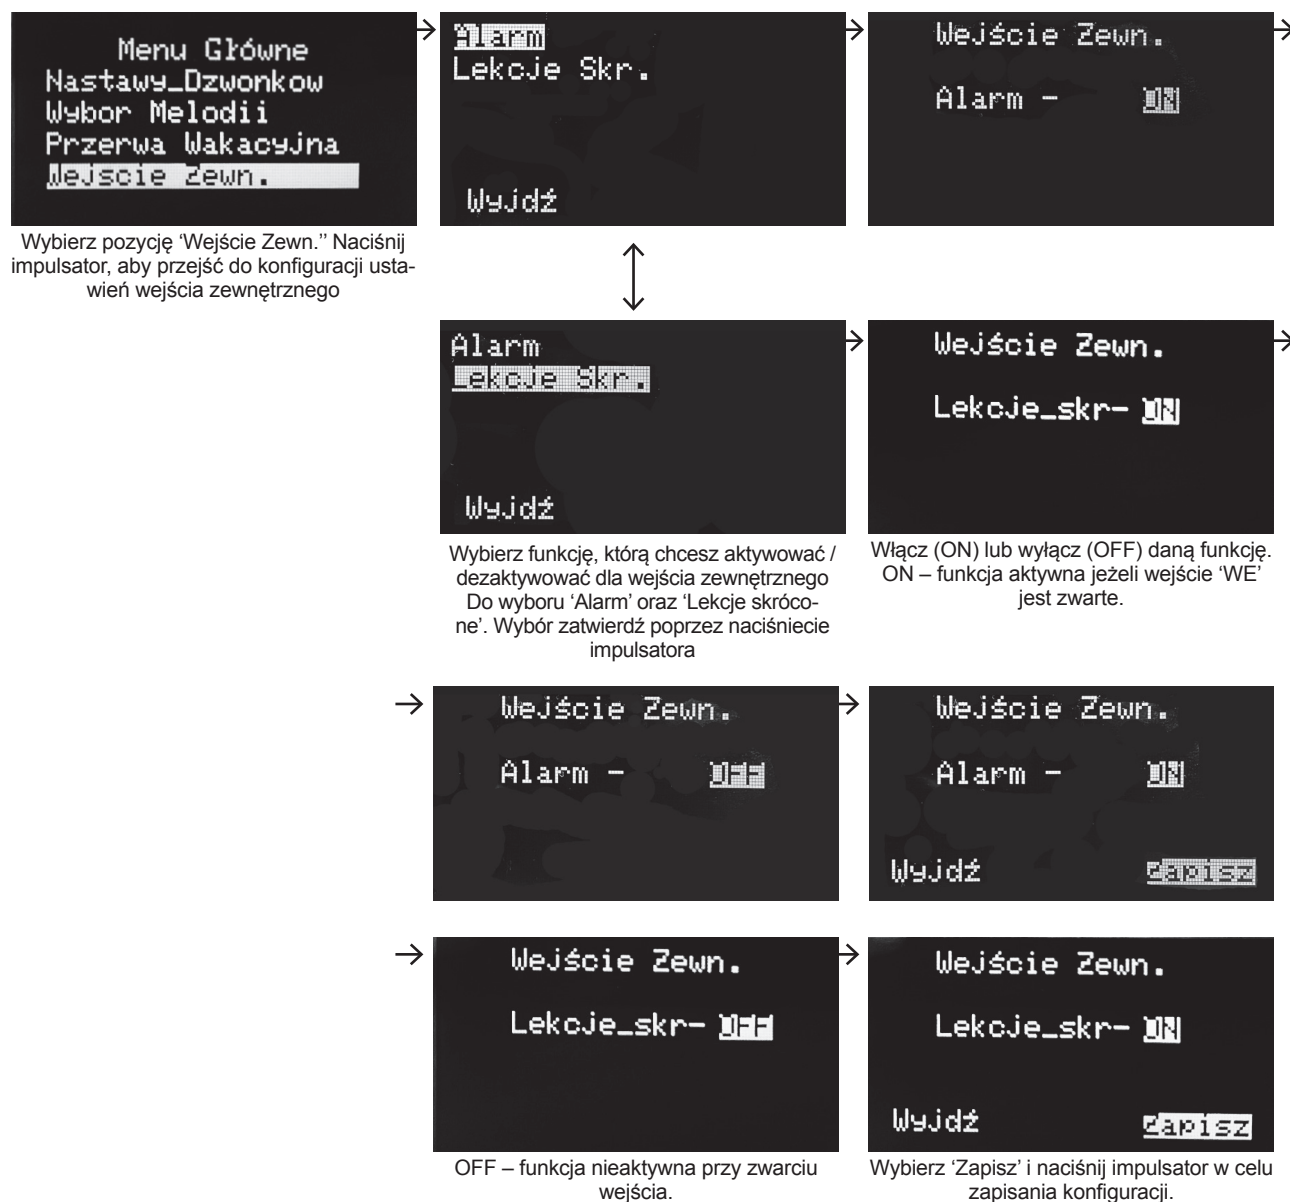 Menu Główne
Nastawy_Dzwonkow
Wybor Melodii
Przerwa Wakacyjna
Wejscie Zewn.
Wybierz pozycję ‘Wejście Zewn.’’ Naciśnij
impulsator, aby przejść do konfiguracji usta-
wień wejścia zewnętrznego
Alarm
Lekcje Skr.
Wyjdź
Wejście Zewn.
Alarm - ON
Alarm
Lekcje Skr.
Wyjdź
Wybierz funkcję, którą chcesz aktywować /
dezaktywować dla wejścia zewnętrznego
Do wyboru ‘Alarm’ oraz ‘Lekcje skróco-
ne’. Wybór zatwierdź poprzez naciśniecie
impulsatora
Wejście Zewn.
Lekcje_skr- ON
Włącz (ON) lub wyłącz (OFF) daną funkcję.
ON – funkcja aktywna jeżeli wejście ‘WE’
jest zwarte.
Wejście Zewn.
Alarm - OFF
Wejście Zewn.
Alarm - ON
Wyjdź Zapisz
Wejście Zewn.
Lekcje_skr- OFF
OFF – funkcja nieaktywna przy zwarciu
wejścia.
Wejście Zewn.
Lekcje_skr- ON
Wyjdź Zapisz
Wybierz ‘Zapisz’ i naciśnij impulsator w celu
zapisania konfiguracji.